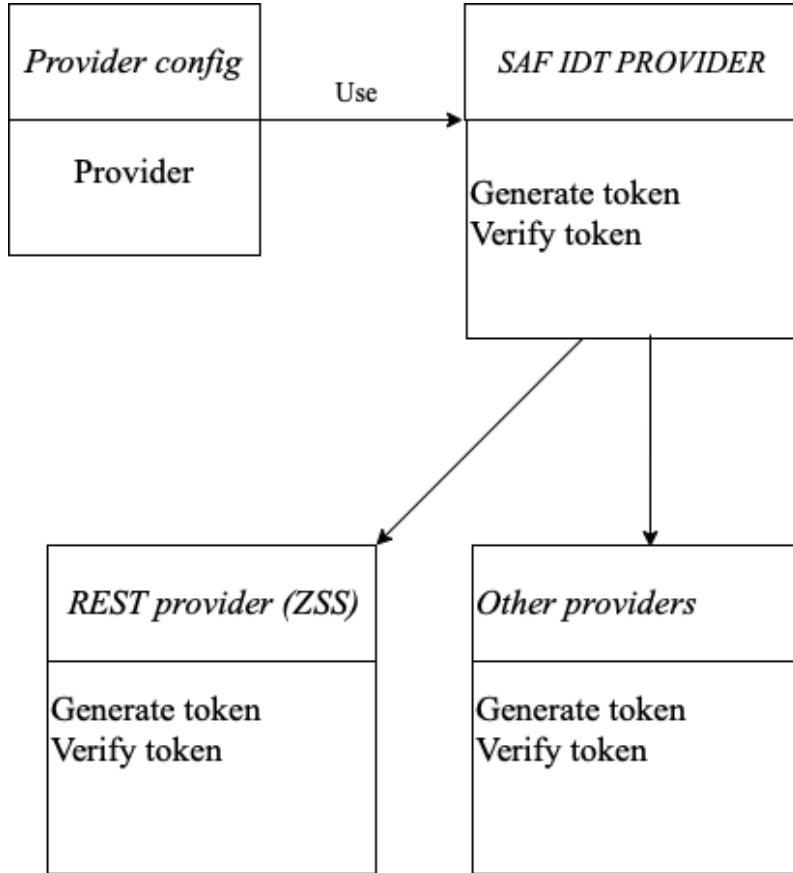 Provider config
Use
SAF IDT PROVIDER
Provider
Generate token
Verify token
REST provider (ZSS)
Generate token
Verify token
Other providers
Generate token
Verify token